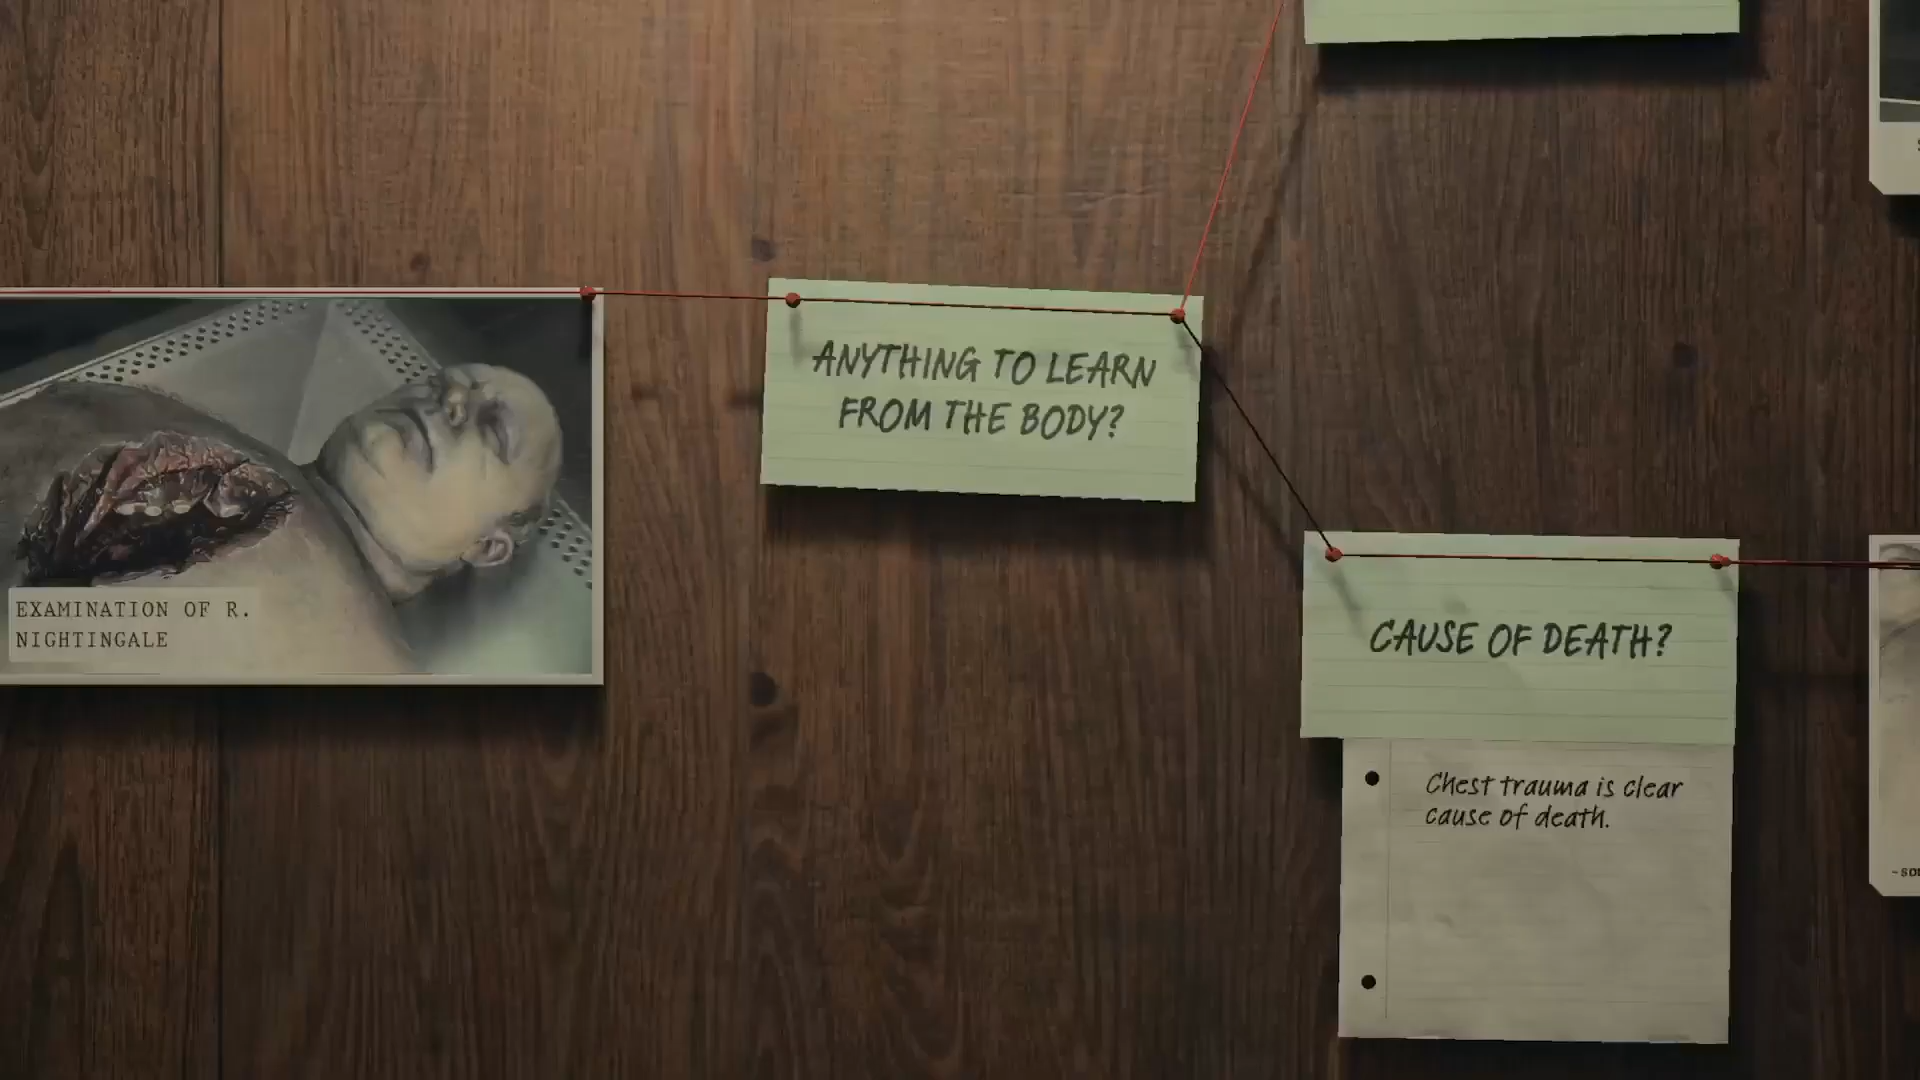 ANYTHING TO LEARN
FROM THE BODY?
EXAMINATION OF R.
NIGHTINGALE
CAUSE OF DEATH?
Chest trauma is clear
cause of death.